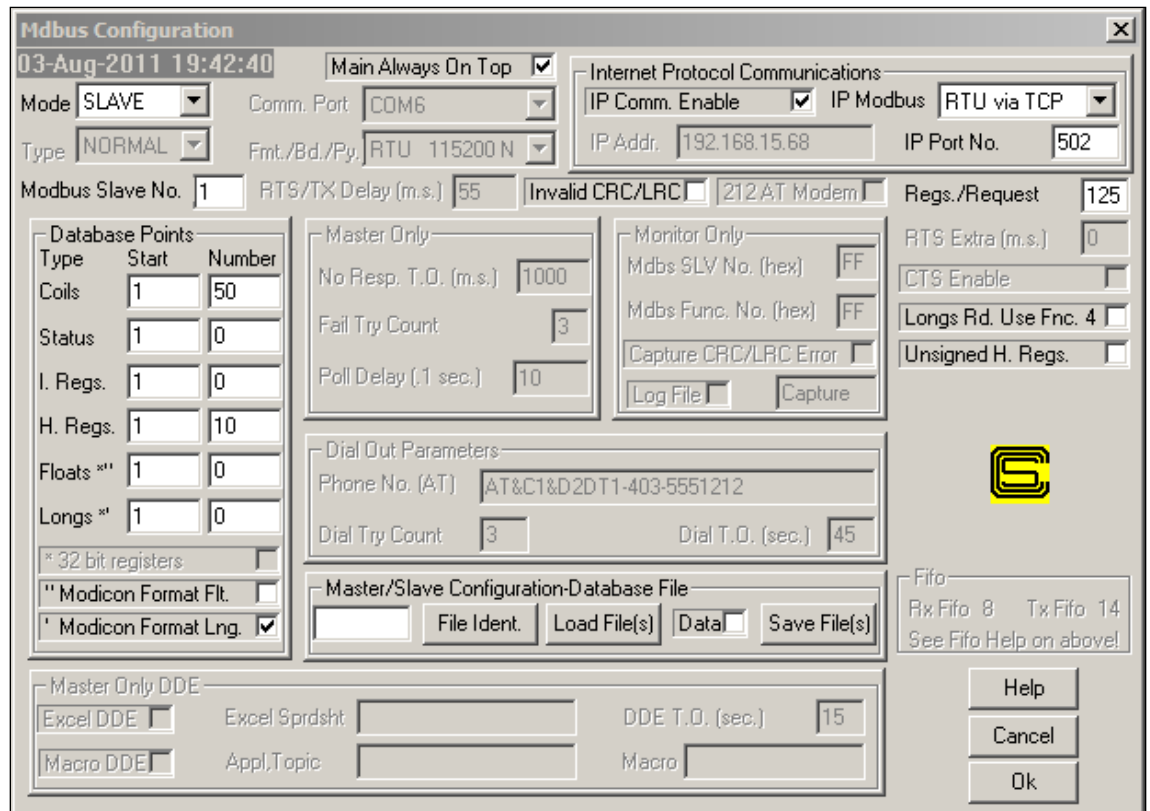 Mdbus Configuration
03-Aug-2011 19:42:40
Main Always On Top
Mode SLAVE
Comm. Port COM6
Type NORMAL
Fmt./Bd./Py. RTU 115200 N
Internet Protocol Communications
IP Comm. Enable
IP Modbus RTU via TCP
IP Addr. 192.168.15.68
IP Port No. 502
Modbus Slave No. 1
RTS/TX Delay (m.s.) 55
Invalid CRC/LRC
212 AT Modem
Regs./Request 125
RTS Extra (m.s.) 0
CTS Enable
Longs Rd. Use Fnc. 4
Unsigned H. Regs.
Database Points
Type Start Number
Coils 1 50
Status 1 0
I. Regs. 1 0
H. Regs. 1 10
Floats *" 1 0
Longs *' 1 0
* 32 bit registers
" Modicon Format Flt.
' Modicon Format Lng.
Master Only
No Resp. T.O. (m.s.) 1000
Fail Try Count 3
Poll Delay (.1 sec.) 10
Monitor Only
Mdbs SLV No. (hex) FF
Mdbs Func. No. (hex) FF
Capture CRC/LRC Error
Log File
Capture
Dial Out Parameters
Phone No. (AT) AT&C1&D2DT1-403-5551212
Dial Try Count 3
Dial T.O. (sec.) 45
Master/Slave Configuration-Database File
File Ident.
Load File(s)
Data
Save File(s)
Fifo
Rx Fifo 8 Tx Fifo 14
See Fifo Help on above!
Master Only DDE
Excel DDE
Excel Sprdsht
DDE T.O. (sec.) 15
Macro DDE
Appl,Topic
Macro
Help
Cancel
Ok